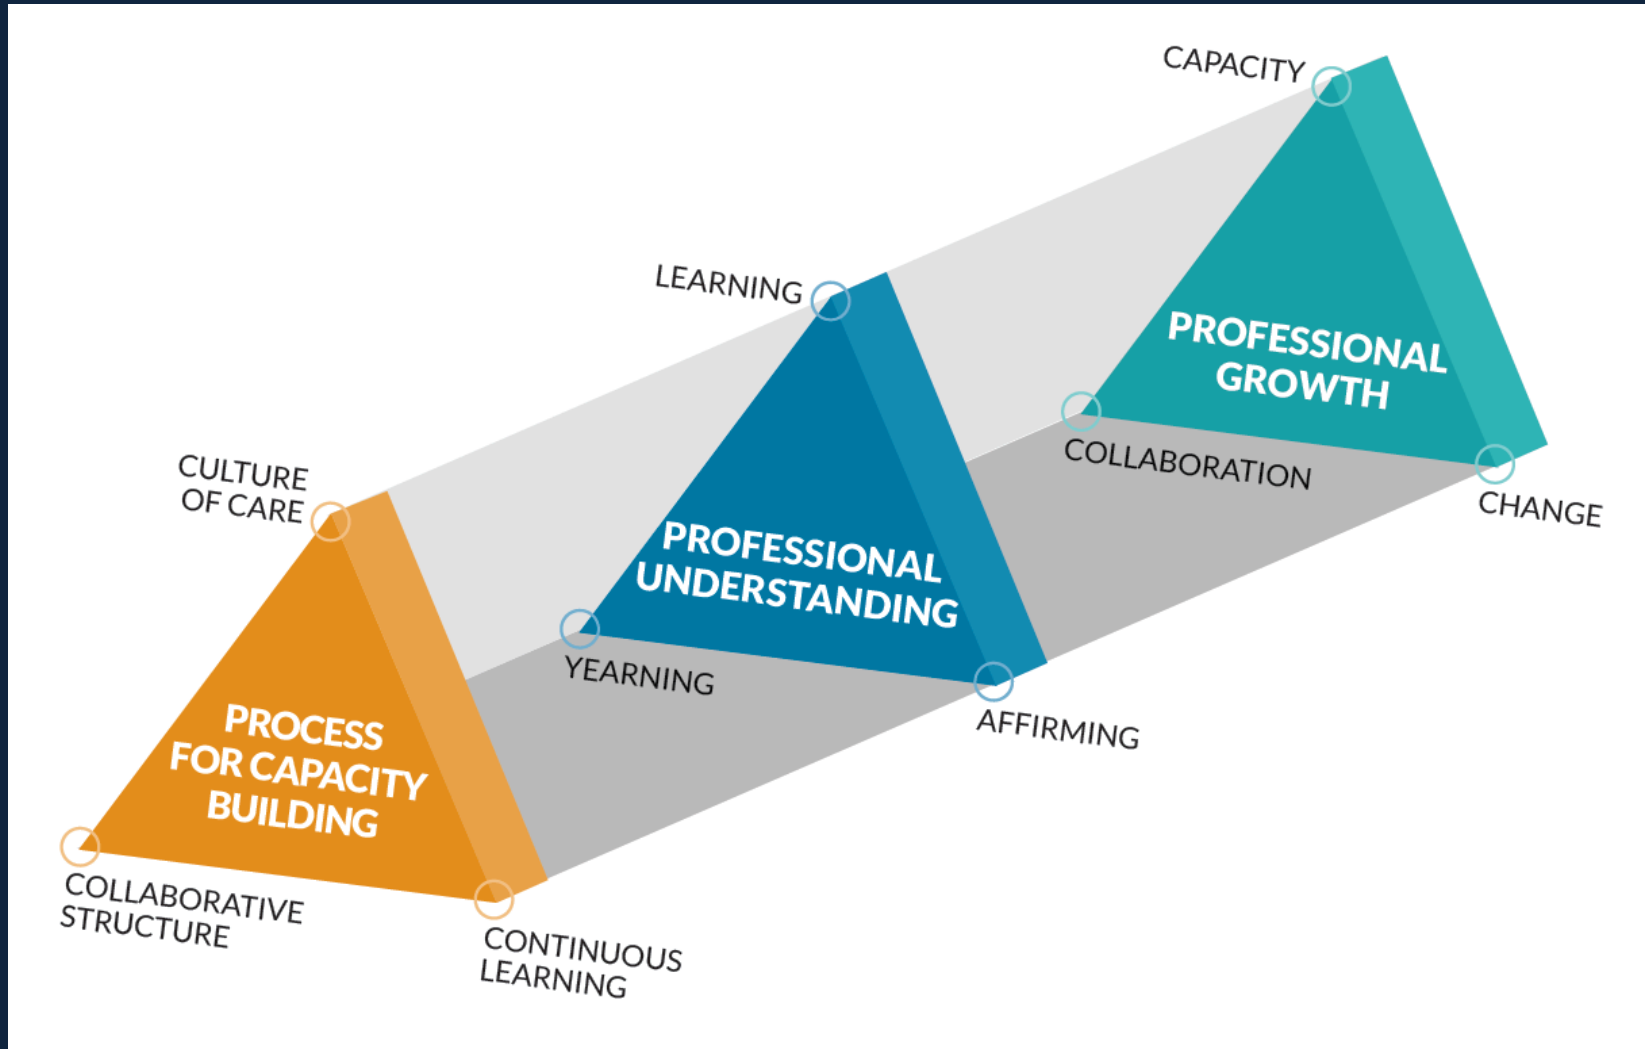 CAPACITY
PROFESSIONAL
GROWTH
COLLABORATION
CHANGE
LEARNING
PROFESSIONAL
UNDERSTANDING
YEARNING
AFFIRMING
CULTURE
OF CARE
PROCESS
FOR CAPACITY
BUILDING
COLLABORATIVE
STRUCTURE
CONTINUOUS
LEARNING